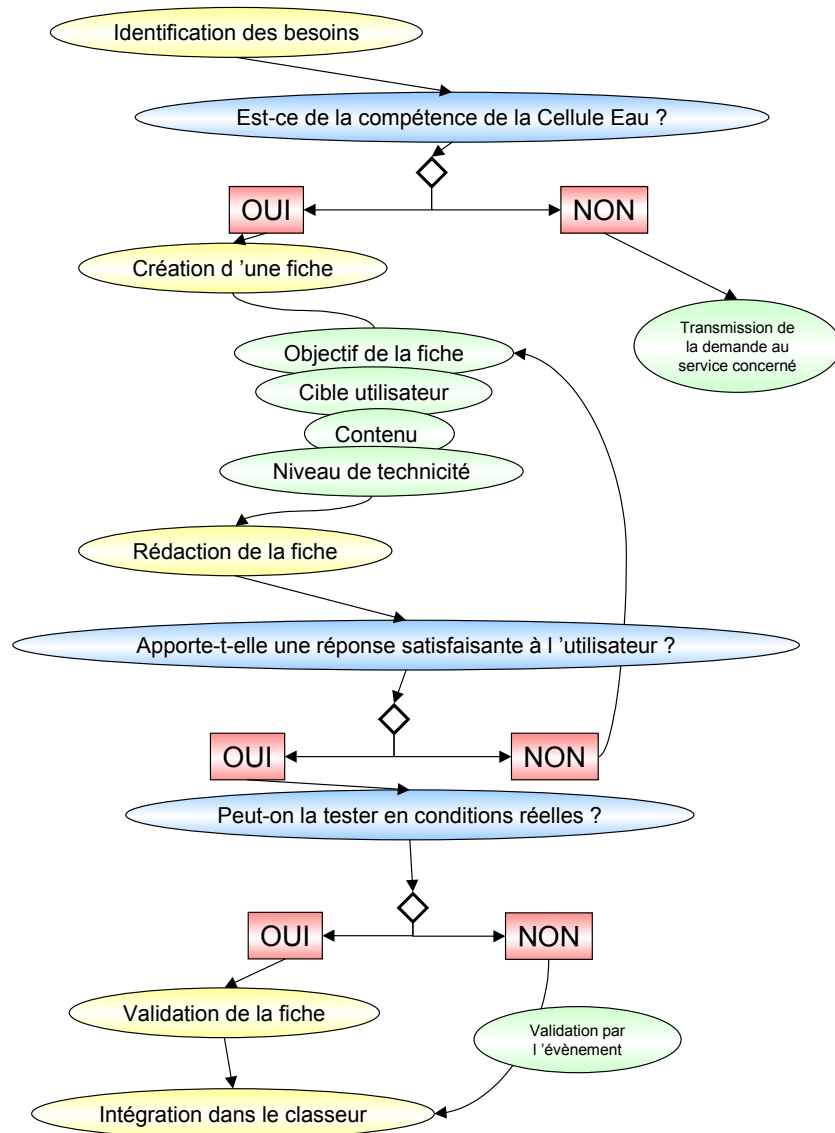 Identification des besoins
Est-ce de la compétence de la Cellule Eau ?
OUI
NON
Création d ’une fiche
Transmission de
la demande au
service concerné
Objectif de la fiche
Cible utilisateur
Contenu
Niveau de technicité
Rédaction de la fiche
Apporte-t-elle une réponse satisfaisante à l ’utilisateur ?
OUI
NON
Peut-on la tester en conditions réelles ?
OUI
NON
Validation de la fiche
Validation par
l ’évènement
Intégration dans le classeur